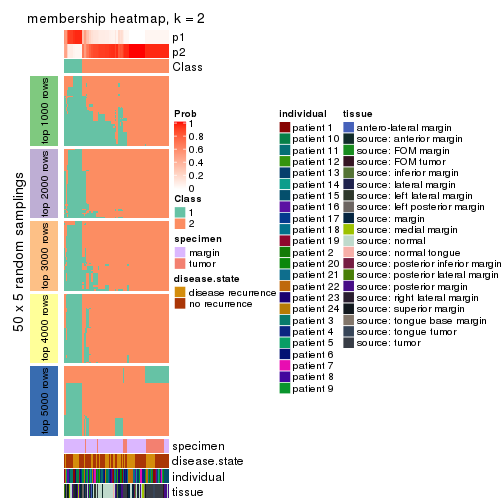 membership heatmap, k = 2
p1
p2
Class
50 x 5 random samplings
top 1000 rows
top 2000 rows
top 3000 rows
top 4000 rows
top 5000 rows
specimen
disease.state
individual
tissue
Prob
1
0.8
0.6
0.4
0.2
0
Class
1
2
specimen
margin
tumor
disease.state
disease recurrence
no recurrence
individual
patient 1
patient 10
patient 11
patient 12
patient 13
patient 14
patient 15
patient 16
patient 17
patient 18
patient 19
patient 2
patient 20
patient 21
patient 22
patient 23
patient 24
patient 3
patient 4
patient 5
patient 6
patient 7
patient 8
patient 9
tissue
antero-lateral margin
source: anterior margin
source: FOM margin
source: FOM tumor
source: inferior margin
source: lateral margin
source: left lateral margin
source: left posterior margin
source: margin
source: medial margin
source: normal
source: normal tongue
source: posterior inferior margin
source: posterior lateral margin
source: posterior margin
source: right lateral margin
source: superior margin
source: tongue base margin
source: tongue tumor
source: tumor